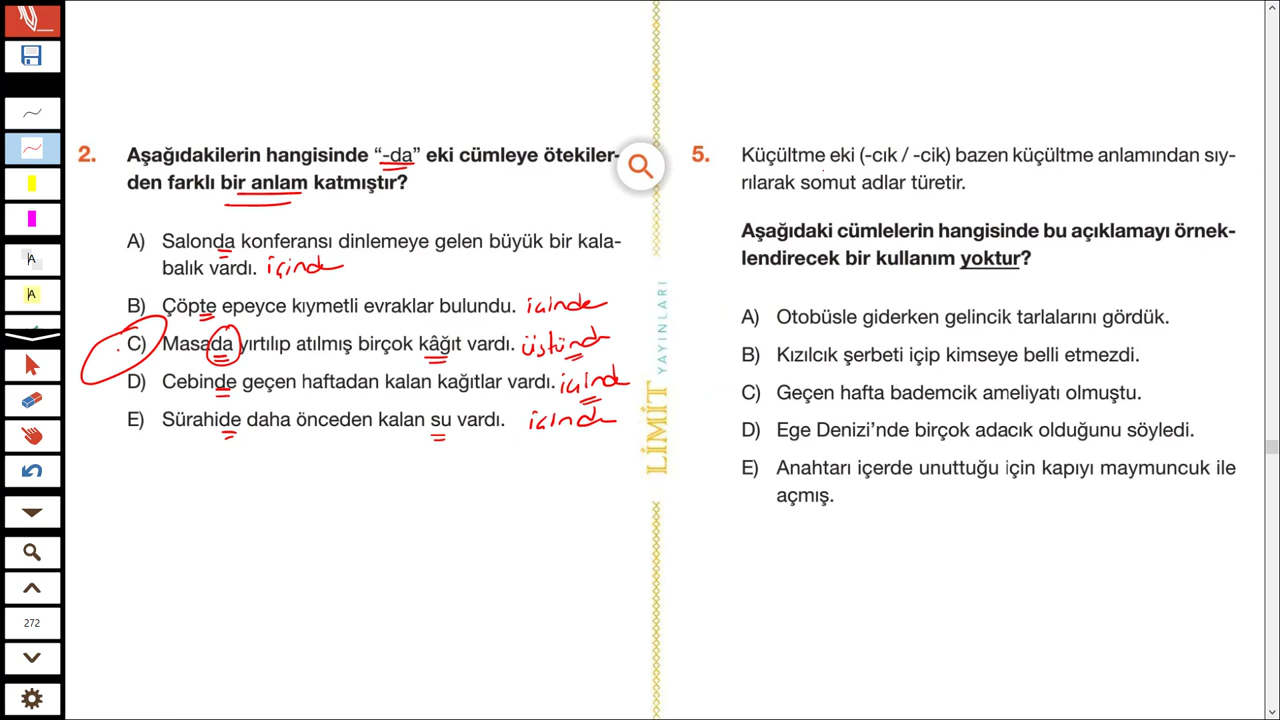 2. Aşağıdakilerin hangisinde “-da” eki cümleye ötekiler-
den farklı bir anlam katmıştır?
A) Salonda konferansı dinlemeye gelen büyük bir kala-
balık vardı. içinde
B) Çöpte epeyce kıymetli evraklar bulundu. içinde
C) Masada yırtılıp atılmış birçok kâğıt vardı. üstünde
D) Cebinde geçen haftadan kalan kağıtlar vardı. içinde
E) Sürahide daha önceden kalan su vardı. içinde
LİMİT YAYINLARI
5. Küçültme eki (-cık / -cik) bazen küçültme anlamından sıy-
rılarak somut adlar türetir.
Aşağıdaki cümlelerin hangisinde bu açıklamayı örnek-
lendirecek bir kullanım yoktur?
A) Otobüsle giderken gelincik tarlalarını gördük.
B) Kızılcık şerbeti içip kimseye belli etmezdi.
C) Geçen hafta bademcik ameliyatı olmuştu.
D) Ege Denizi’nde birçok adacık olduğunu söyledi.
E) Anahtarı içerde unuttuğu için kapıyı maymuncuk ile
açmış.
A
A
272